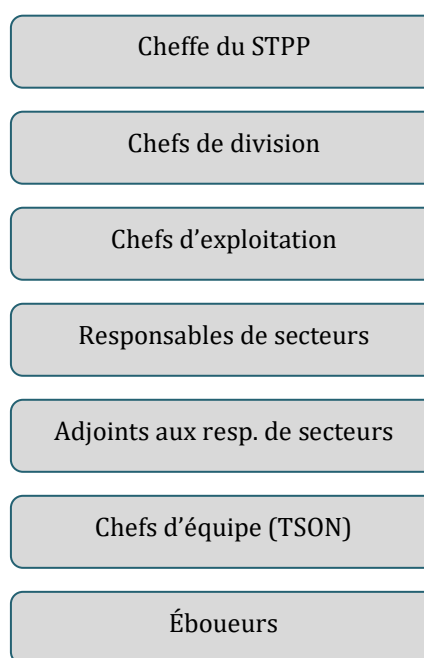 Cheffe du STPP
Chefs de division
Chefs d’exploitation
Responsables de secteurs
Adjoints aux resp. de secteurs
Chefs d’équipe (TSON)
Éboueurs